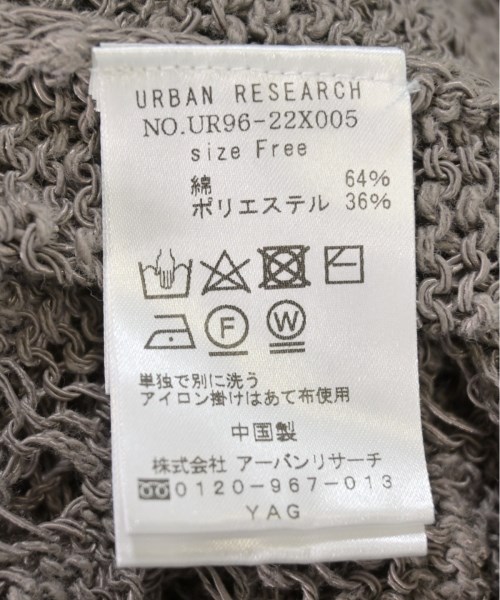 URBAN RESEARCH
NO.UR96-22X005
size Free
綿 64%
ポリエステル 36%
F W
単独で別に洗う
アイロン掛けはあて布使用
中国製
株式会社 アーバンリサーチ
0120-967-013
YAG